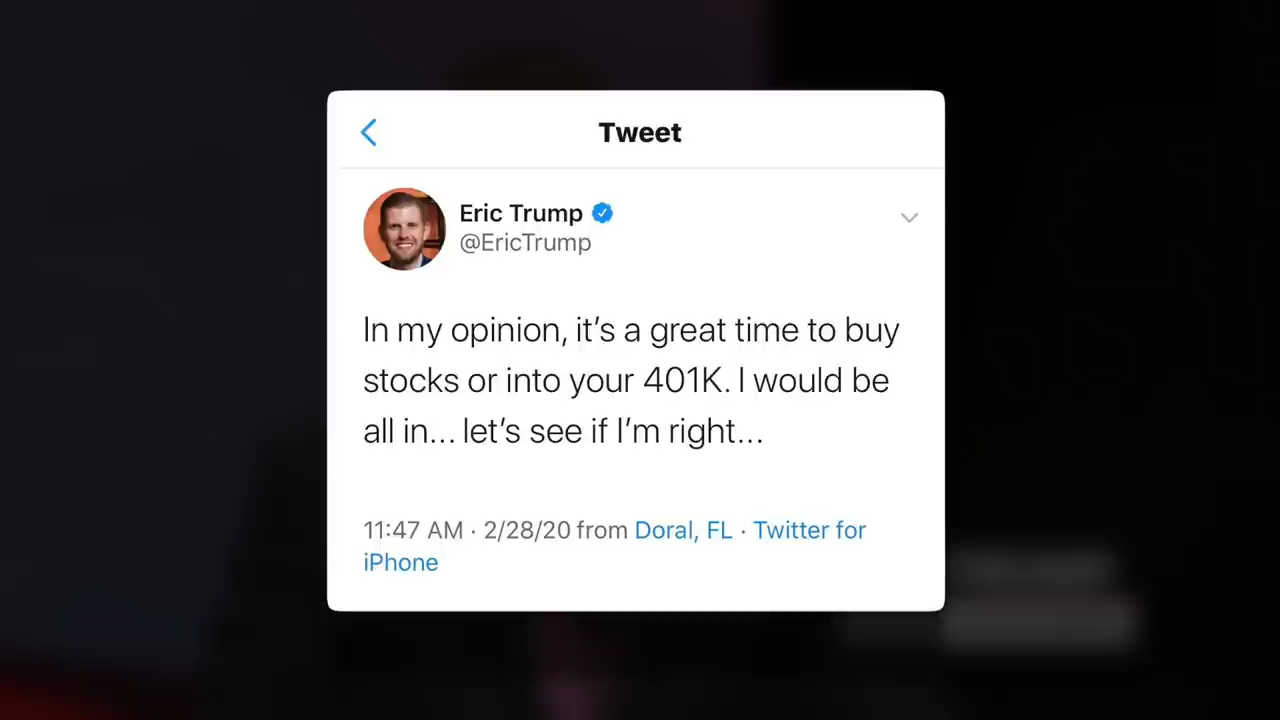 Tweet
Eric Trump
@EricTrump
In my opinion, it's a great time to buy
stocks or into your 401K. I would be
all in... let's see if I'm right...
11:47 AM · 2/28/20 from Doral, FL · Twitter for
iPhone